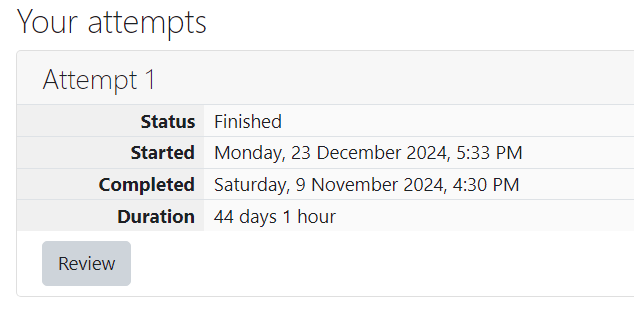 Your attempts
Attempt 1
Status Finished
Started Monday, 23 December 2024, 5:33 PM
Completed Saturday, 9 November 2024, 4:30 PM
Duration 44 days 1 hour
Review